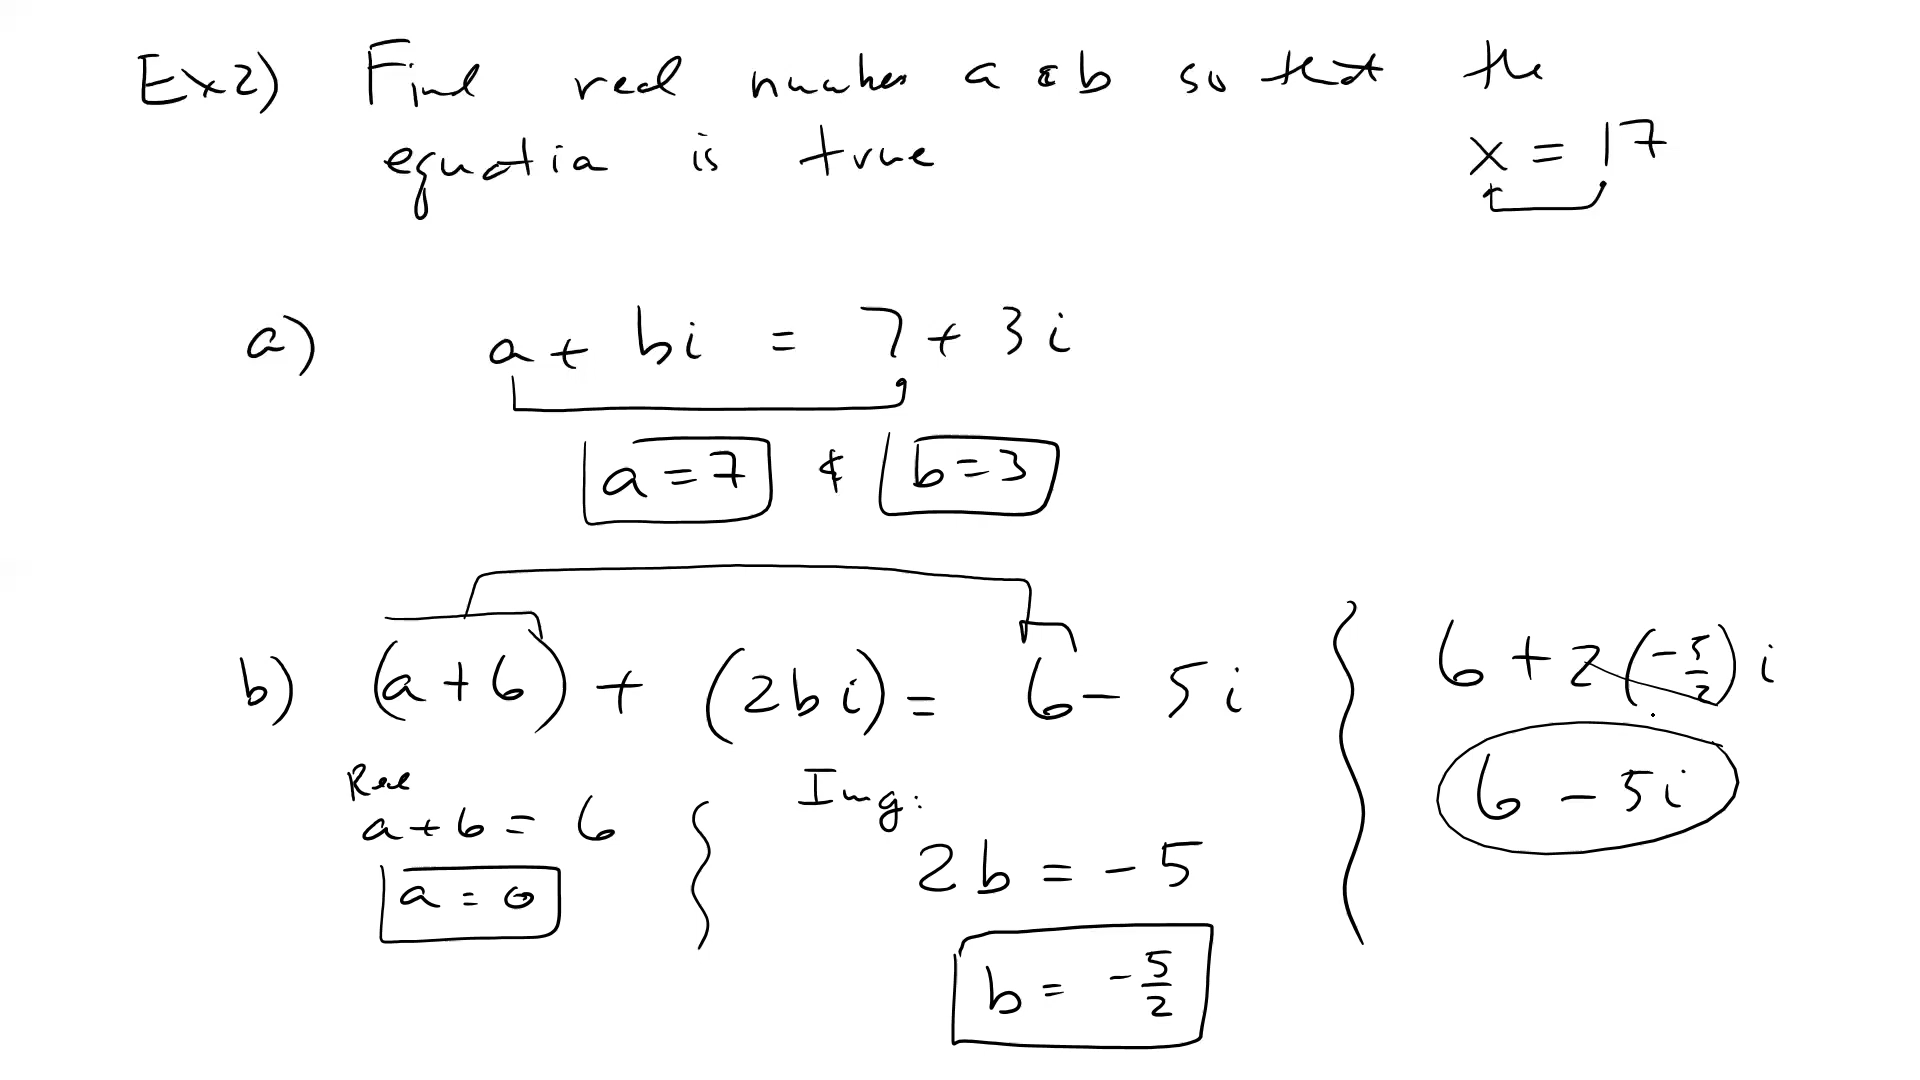 Ex2) Find real numbers a & b so that the
equation is true
x = 17
a) a + bi = 7 + 3i
a = 7 & b = 3
b) (a + 6) + (2bi) = 6 - 5i
Real
a + 6 = 6
a = 0
Img:
2b = -5
b = -5/2
6 + 2(-5/2)i
6 - 5i